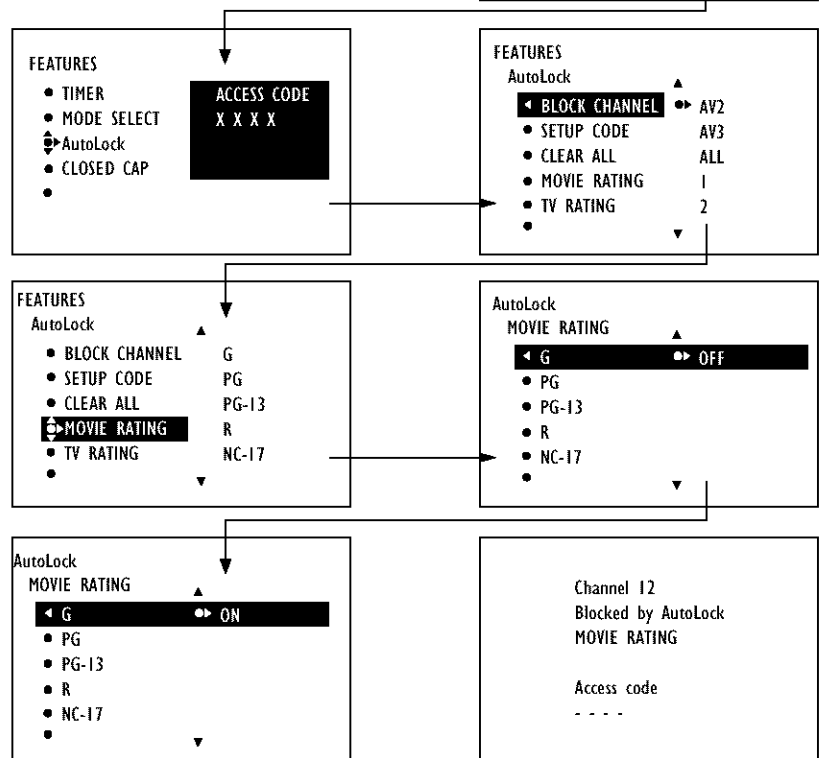 FEATURES
TIMER
MODE SELECT
AutoLock
CLOSED CAP
ACCESS CODE
X X X X
FEATURES
AutoLock
BLOCK CHANNEL AV2
SETUP CODE AV3
CLEAR ALL ALL
MOVIE RATING 1
TV RATING 2
FEATURES
AutoLock
BLOCK CHANNEL G
SETUP CODE PG
CLEAR ALL PG-13
MOVIE RATING R
TV RATING NC-17
AutoLock
MOVIE RATING
G OFF
PG
PG-13
R
NC-17
AutoLock
MOVIE RATING
G ON
PG
PG-13
R
NC-17
Channel 12
Blocked by AutoLock
MOVIE RATING
Access code
- - - -